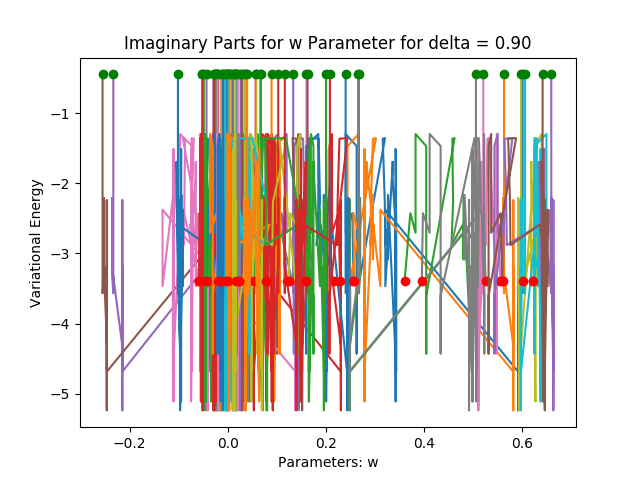 Imaginary Parts for w Parameter for delta = 0.90
Variational Energy
−1
−2
−3
−4
−5
−0.2 0.0 0.2 0.4 0.6
Parameters: w